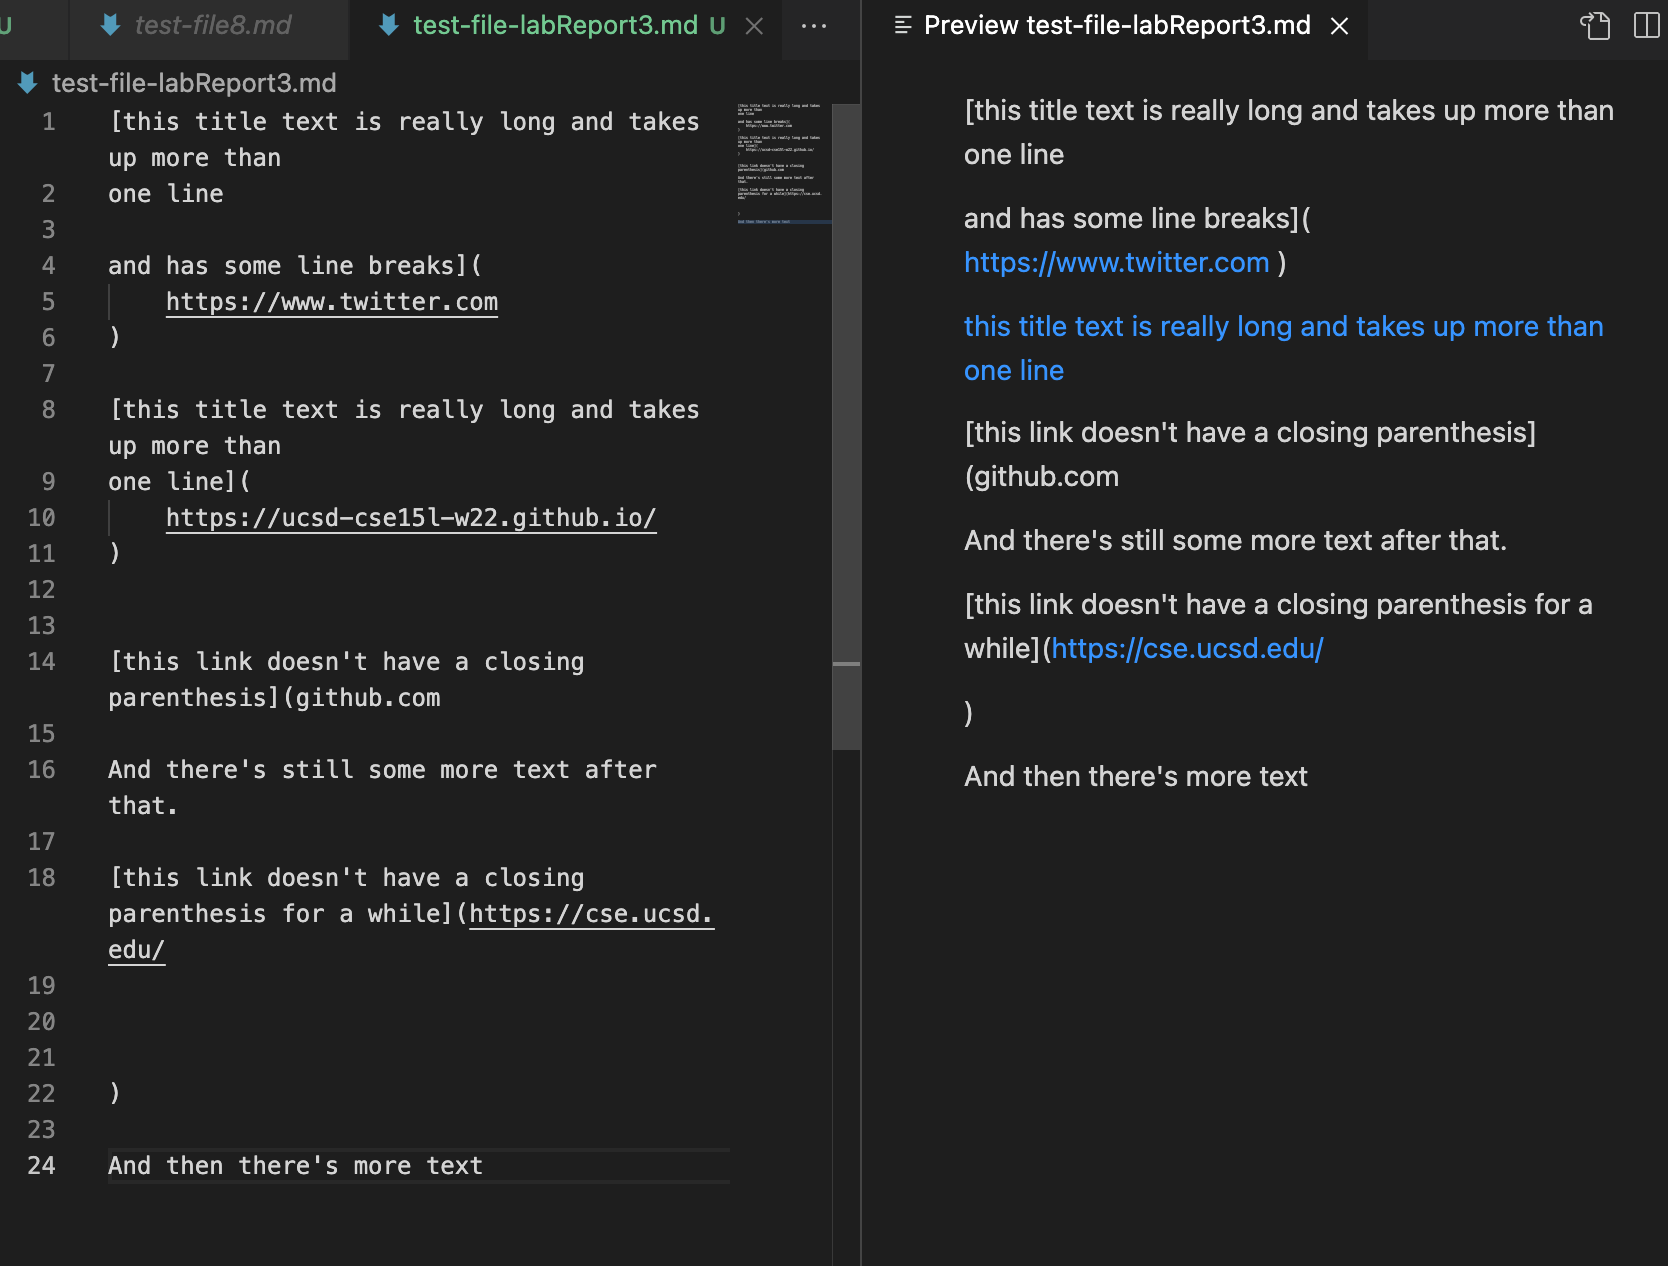 U
test-file8.md
test-file-labReport3.md U
Preview test-file-labReport3.md
test-file-labReport3.md
1 [this title text is really long and takes
up more than
2 one line
3
4 and has some line breaks](
5 https://www.twitter.com
6 )
7
8 [this title text is really long and takes
up more than
9 one line](
10 https://ucsd-cse15l-w22.github.io/
11 )
12
13
14 [this link doesn't have a closing
parenthesis](github.com
15
16 And there's still some more text after
that.
17
18 [this link doesn't have a closing
parenthesis for a while](https://cse.ucsd.
edu/
19
20
21
22 )
23
24 And then there's more text
[this title text is really long and takes up more than
one line
and has some line breaks](
https://www.twitter.com )
this title text is really long and takes up more than
one line
[this link doesn't have a closing parenthesis]
(github.com
And there's still some more text after that.
[this link doesn't have a closing parenthesis for a
while](https://cse.ucsd.edu/
)
And then there's more text